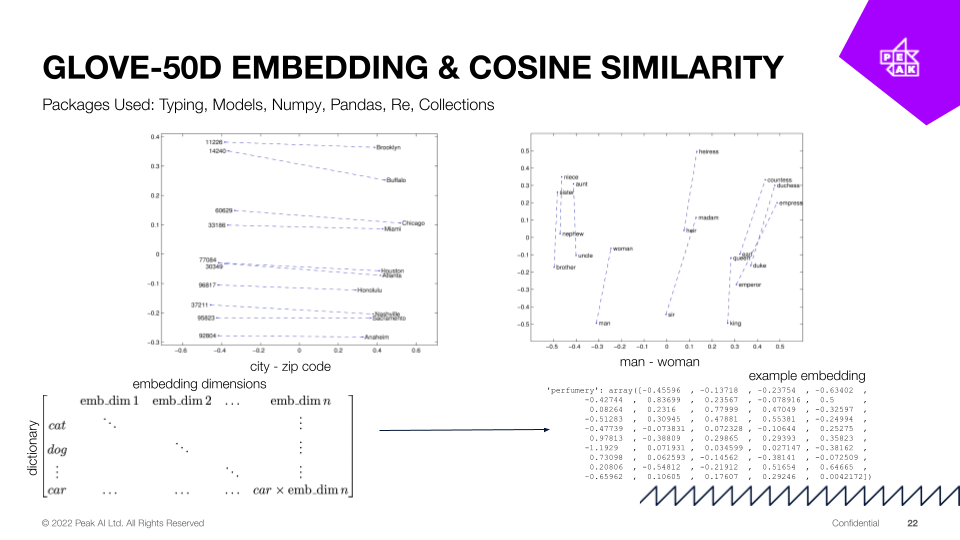 GLOVE-50D EMBEDDING & COSINE SIMILARITY
PEAK
Packages Used: Typing, Models, Numpy, Pandas, Re, Collections
0.4
0.3
0.2
0.1
0
−0.1
−0.2
−0.3
11226
Brooklyn
14240
Buffalo
60629
Chicago
33186
Miami
77084
Houston
30349
Atlanta
96817
Honolulu
37211
Nashville
95823
Sacramento
92804
Anaheim
−0.6 −0.4 −0.2 0 0.2 0.4 0.6
city - zip code
0.5
0.4
0.3
0.2
0.1
0
−0.1
−0.2
−0.3
−0.4
−0.5
heiress
niece
aunt
sister
countess
duchess
empress
madam
heir
nephew
woman
uncle
brother
earl
queen
duke
emperor
sir
man
king
−0.5 −0.4 −0.3 −0.2 −0.1 0 0.1 0.2 0.3 0.4 0.5
man - woman
embedding dimensions
dictionary
emb_dim 1 emb_dim 2 … emb_dim n
cat ⋱ ⋮
dog ⋱ ⋮
⋮ ⋱ ⋮
car … … … car × emb_dim n
example embedding
'perfumery': array([-0.45596 , -0.13718 , -0.23754 , -0.63402 ,
-0.42744 , 0.83699 , 0.23567 , -0.078916 , 0.5 ,
0.08264 , 0.2316 , 0.77999 , 0.47049 , -0.32597 ,
-0.51283 , 0.30945 , 0.47881 , 0.55381 , -0.24994 ,
-0.47739 , -0.073831 , 0.072328 , -0.10644 , 0.25275 ,
0.97813 , -0.38809 , 0.29865 , 0.29393 , 0.35823 ,
-1.1929 , 0.071931 , 0.034599 , 0.027147 , -0.38162 ,
0.73098 , 0.062593 , -0.14562 , -0.38141 , -0.072509 ,
0.20806 , -0.54812 , -0.21912 , 0.51654 , 0.64665 ,
-0.65962 , 0.10605 , 0.17607 , 0.29246 , 0.0042172])
© 2022 Peak AI Ltd. All Rights Reserved
Confidential 22